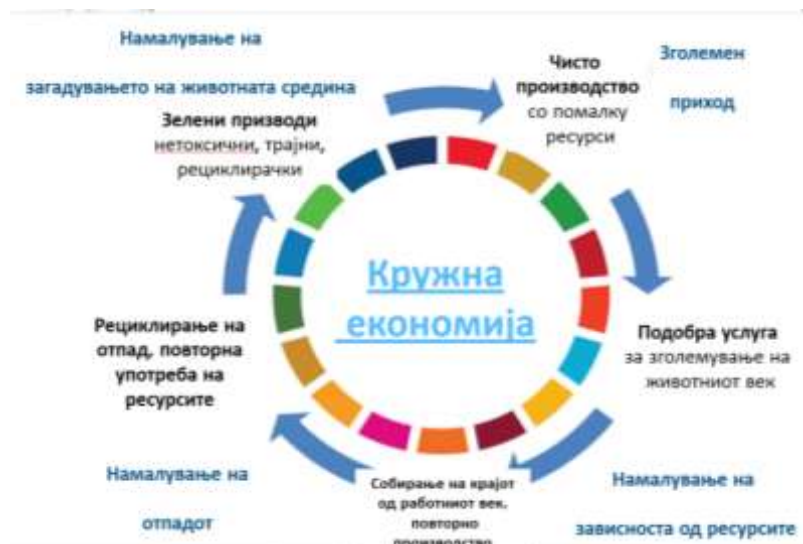 Намалување на
загадувањето на животната средина
Зелени призводи
нетоксични, трајни,
рециклирачки
Чисто
производство
со помалку
ресурси
Зголемен
приход
Кружна
економија
Подобра услуга
за зголемување на
животниот век
Рециклирање на
отпад, повторна
употреба на
ресурсите
Собирање на крајот
од работниот век,
повторно
производство
Намалување на
отпадот
Намалување на
зависноста од ресурсите